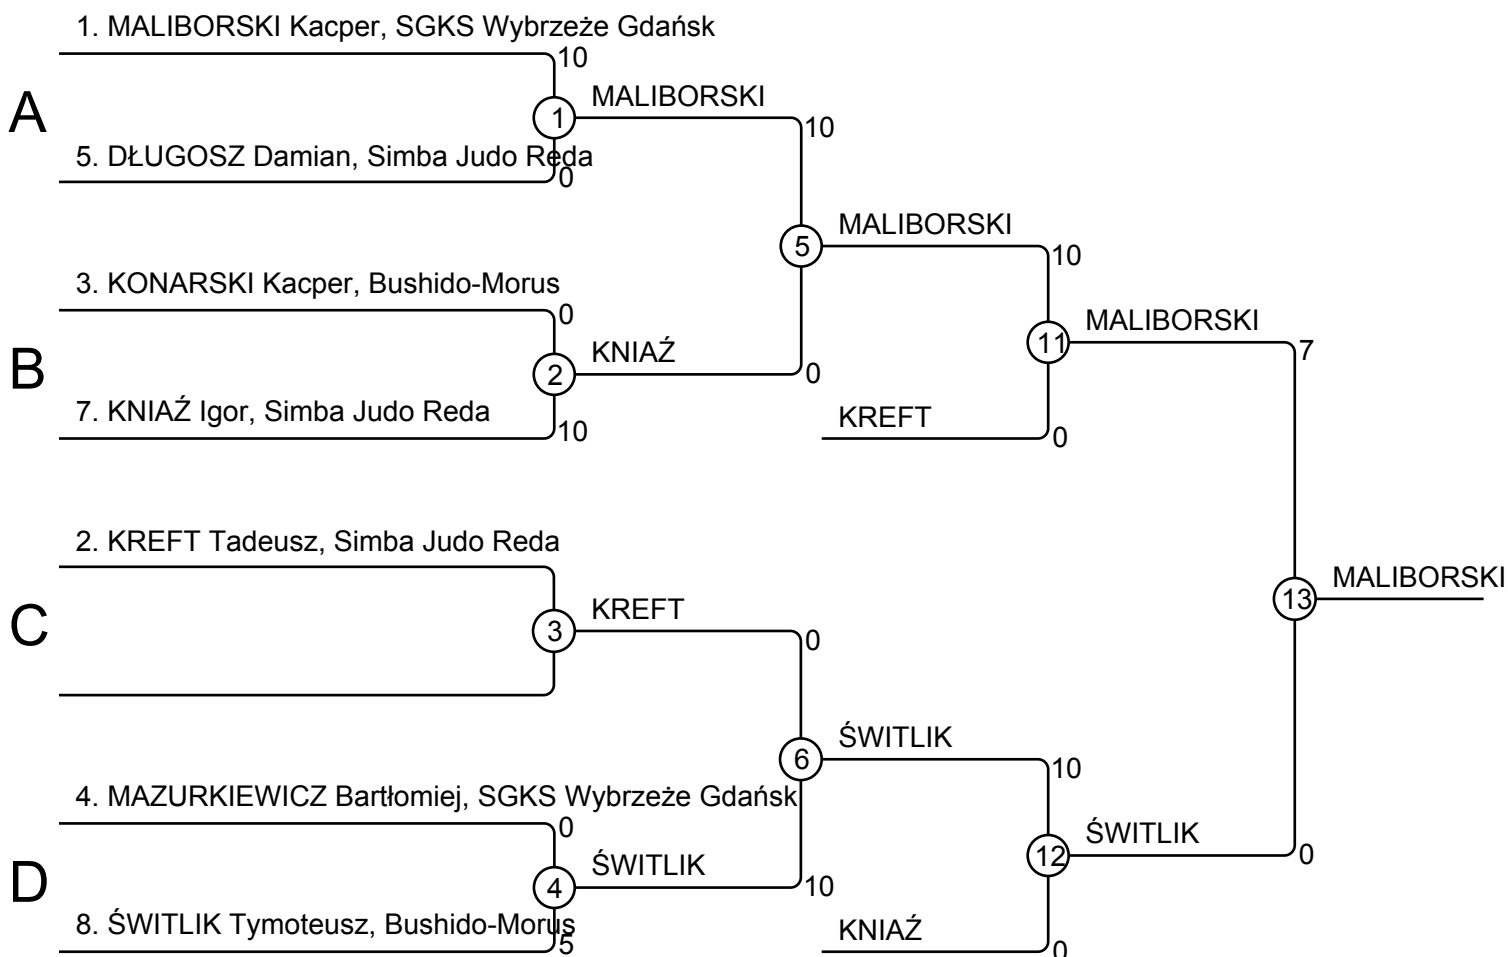 1. MALIBORSKI Kacper, SGKS Wybrzeże Gdańsk
10
A
1
MALIBORSKI
10
5. DŁUGOSZ Damian, Simba Judo Reda
0
5
MALIBORSKI
10
3. KONARSKI Kacper, Bushido-Morus
0
B
2
KNIAŹ
0
7. KNIAŹ Igor, Simba Judo Reda
10
11
MALIBORSKI
7
KREFT
0
2. KREFT Tadeusz, Simba Judo Reda
C
3
KREFT
0
13
MALIBORSKI
6
ŚWITLIK
10
4. MAZURKIEWICZ Bartłomiej, SGKS Wybrzeże Gdańsk
0
D
4
ŚWITLIK
10
8. ŚWITLIK Tymoteusz, Bushido-Morus
5
12
ŚWITLIK
0
KNIAŹ
0